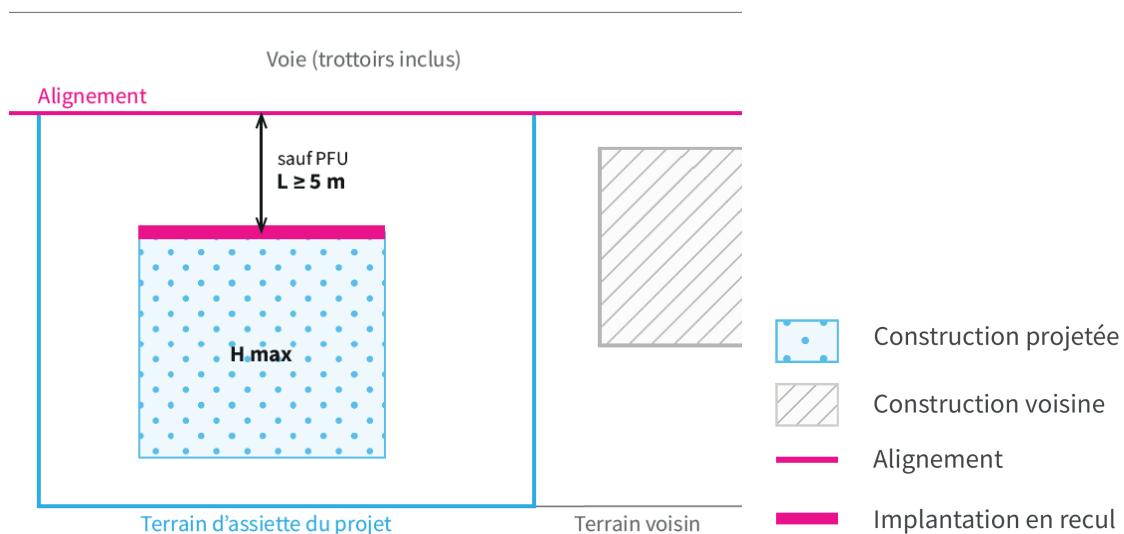 Voie (trottoirs inclus)
Alignement
sauf PFU
L ≥ 5 m
H max
Terrain d'assiette du projet
Terrain voisin
Construction projetée
Construction voisine
Alignement
Implantation en recul